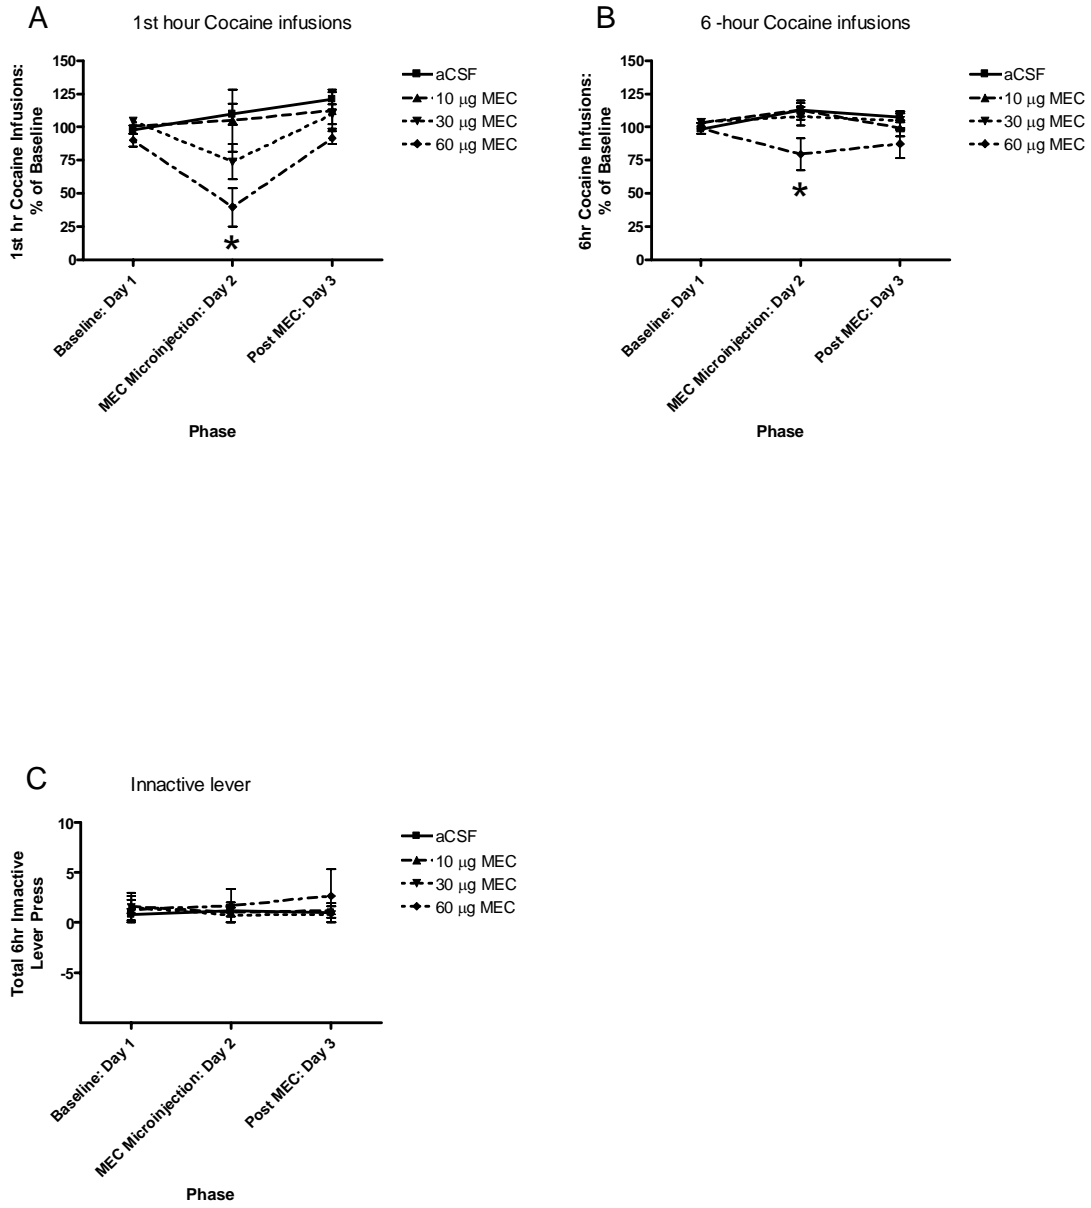 A
1st hour Cocaine infusions
1st hr Cocaine Infusions:
% of Baseline
150
125
100
75
50
25
0
aCSF
10 μg MEC
30 μg MEC
60 μg MEC
*
Baseline: Day 1
MEC Microinjection: Day 2
Post MEC: Day 3
Phase
B
6 -hour Cocaine infusions
6hr Cocaine Infusions:
% of Baseline
150
125
100
75
50
25
0
aCSF
10 μg MEC
30 μg MEC
60 μg MEC
*
Baseline: Day 1
MEC Microinjection: Day 2
Post MEC: Day 3
Phase
C
Innactive lever
Total 6hr Innactive
Lever Press
10
5
0
-5
aCSF
10 μg MEC
30 μg MEC
60 μg MEC
Baseline: Day 1
MEC Microinjection: Day 2
Post MEC: Day 3
Phase